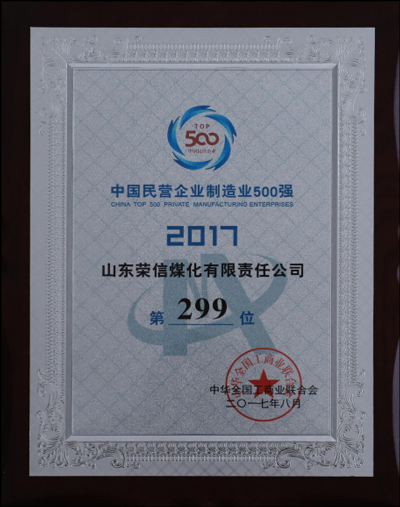 TOP
500
中国民营企业制造业500强
CHINA TOP 500 PRIVATE MANUFACTURING ENTERPRISES
2017
山东荣信煤化有限责任公司
第 299 位
中华全国工商业联合会
二〇一七年八月